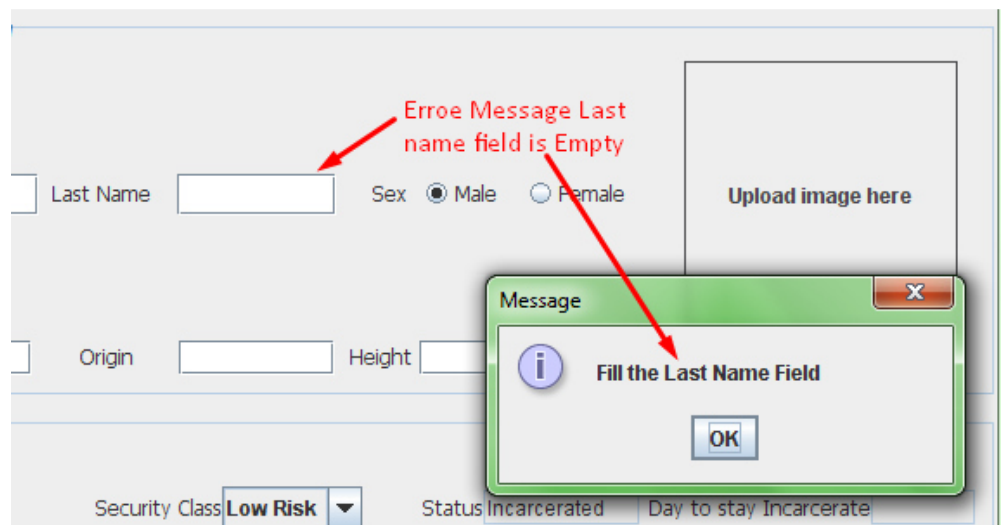 Erroe Message Last
name field is Empty
Last Name
Sex
Male
Female
Upload image here
Message
x
Origin
Height
i
Fill the Last Name Field
OK
Security Class
Low Risk
Status
Incarcerated
Day to stay Incarcerate